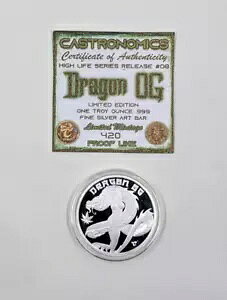 CASTRONOMICS
Certificate of Authenticity
HIGH LIFE SERIES RELEASE #08
Dragon OG
LIMITED EDITION
ONE TROY OUNCE .999
FINE SILVER ART BAR
Limited Mintage
420
PROOF LIKE
DRAGON OG